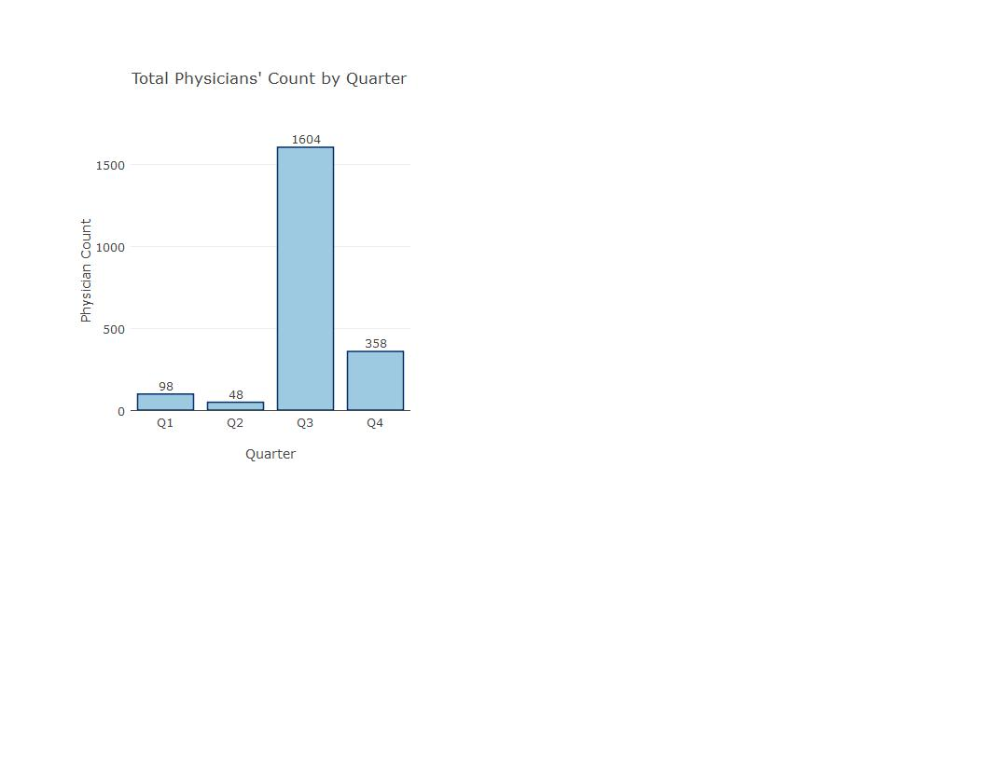 Total Physicians' Count by Quarter
1604
1500
1000
Physician Count
500
358
98
48
0
Q1 Q2 Q3 Q4
Quarter